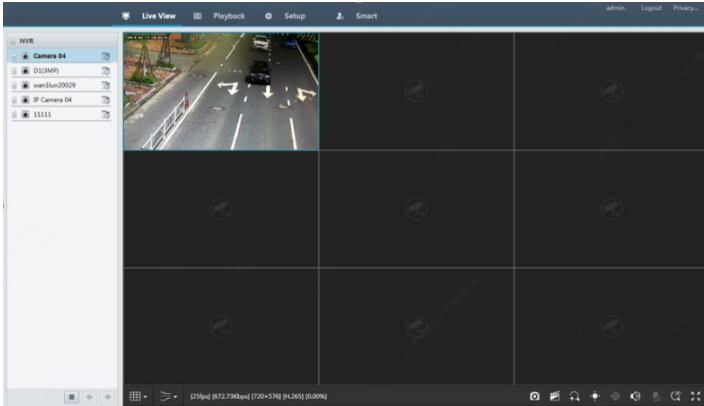 Live View
Playback
Setup
Smart
admin
Logout
Privacy...
NVR
Camera 04
D1(3MP)
wan1lun20029
IP Camera 04
11111
[25fps] [672.73Kbps] [720×576] [H.265] [0.00%]